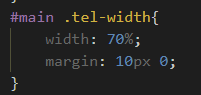 #main .tel-width{
    width: 70%;
    margin: 10px 0;
}